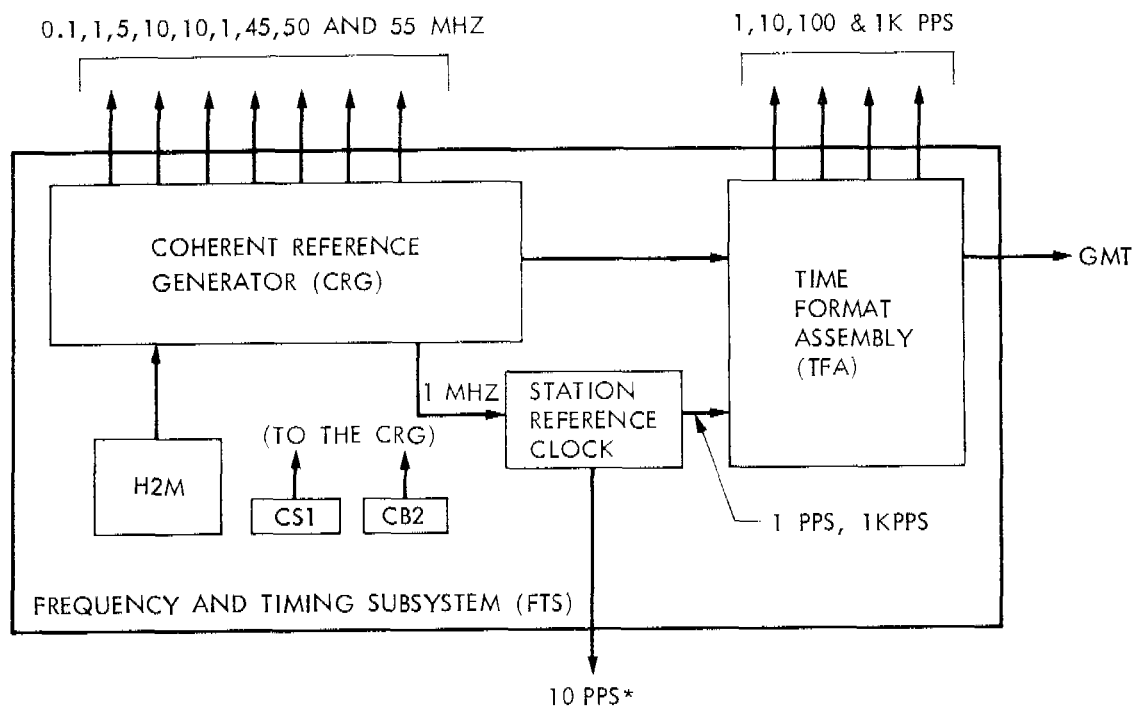 0.1,1,5,10,10,1,45,50 AND 55 MHZ
1,10,100 & 1K PPS
COHERENT REFERENCE
GENERATOR (CRG)
TIME
FORMAT
ASSEMBLY
(TFA)
GMT
1 MHZ
STATION
REFERENCE
CLOCK
(TO THE CRG)
H2M
CS1
CB2
1 PPS, 1KPPS
FREQUENCY AND TIMING SUBSYSTEM (FTS)
10 PPS*